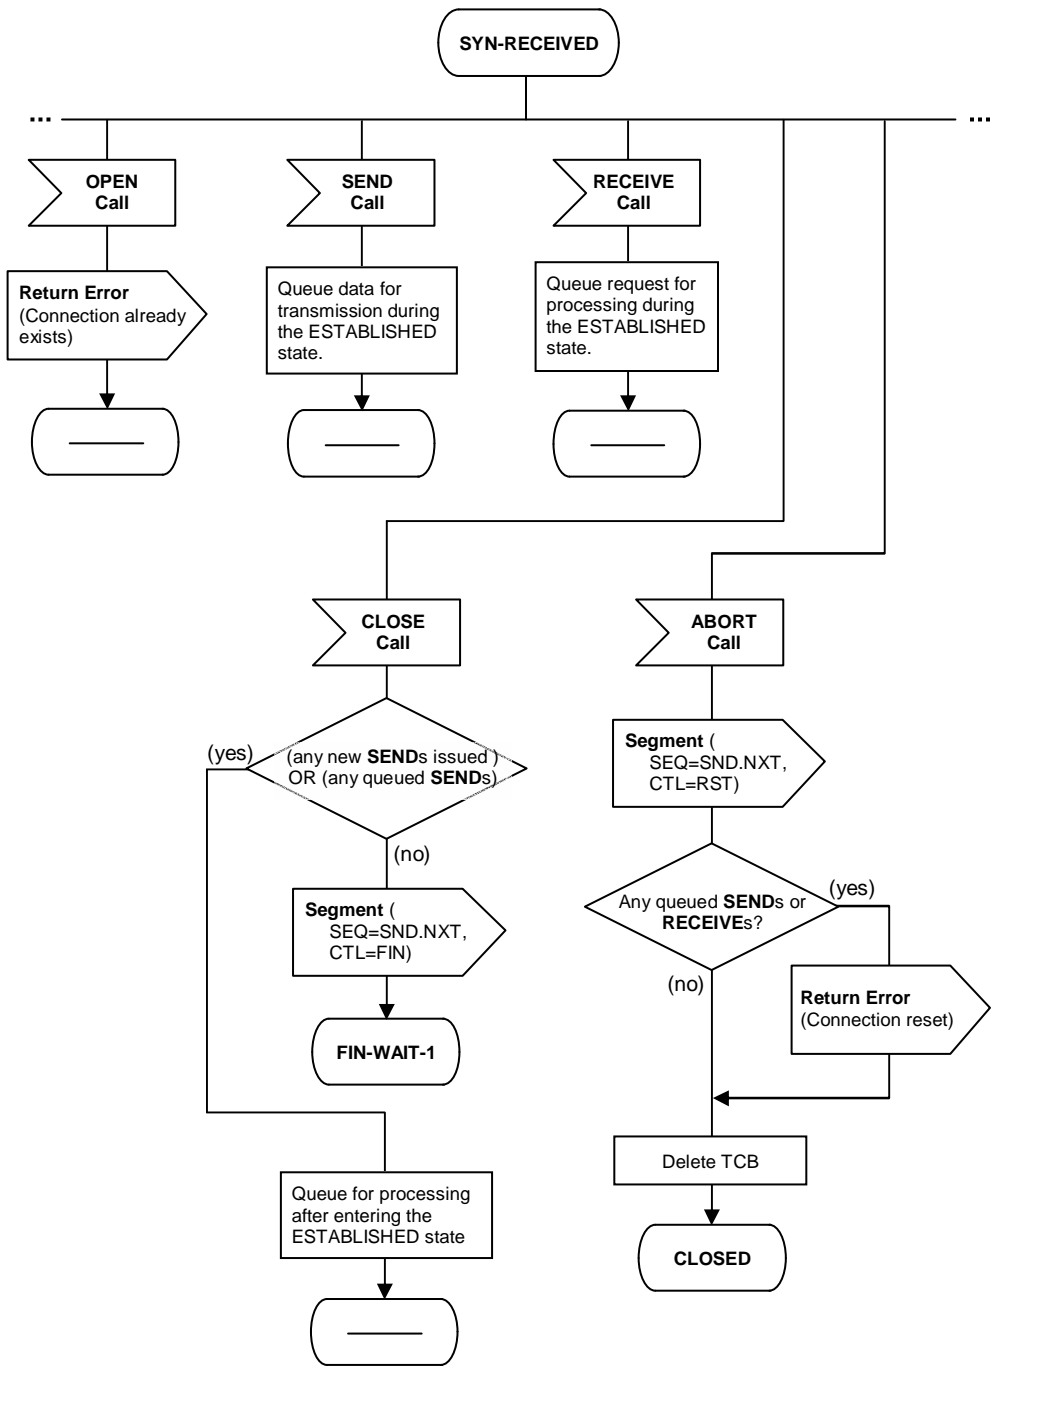 SYN-RECEIVED
... ...
OPEN
Call
SEND
Call
RECEIVE
Call
Return Error
(Connection already
exists)
Queue data for
transmission during
the ESTABLISHED
state.
Queue request for
processing during
the ESTABLISHED
state.
CLOSE
Call
ABORT
Call
(yes)
(any new SENDs issued )
OR (any queued SENDs)
(no)
Segment (
SEQ=SND.NXT,
CTL=FIN)
FIN-WAIT-1
Queue for processing
after entering the
ESTABLISHED state
Segment (
SEQ=SND.NXT,
CTL=RST)
Any queued SENDs or
RECEIVEs?
(yes)
(no)
Return Error
(Connection reset)
Delete TCB
CLOSED